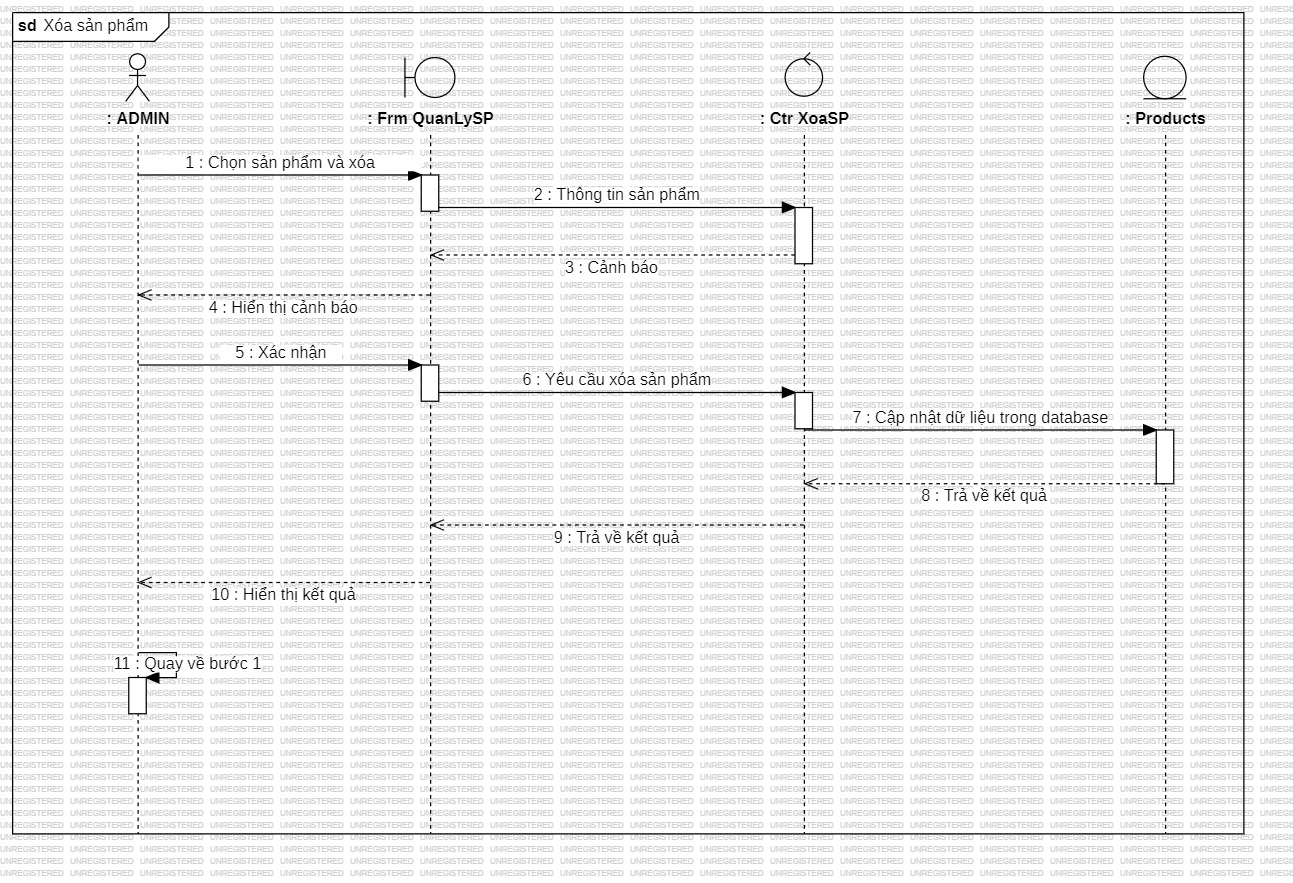 sd Xóa sản phẩm
: ADMIN
: Frm QuanLySP
: Ctr XoaSP
: Products
1 : Chọn sản phẩm và xóa
2 : Thông tin sản phẩm
3 : Cảnh báo
4 : Hiển thị cảnh báo
5 : Xác nhận
6 : Yêu cầu xóa sản phẩm
7 : Cập nhật dữ liệu trong database
8 : Trả về kết quả
9 : Trả về kết quả
10 : Hiển thị kết quả
11 : Quay về bước 1
UNREGISTERED